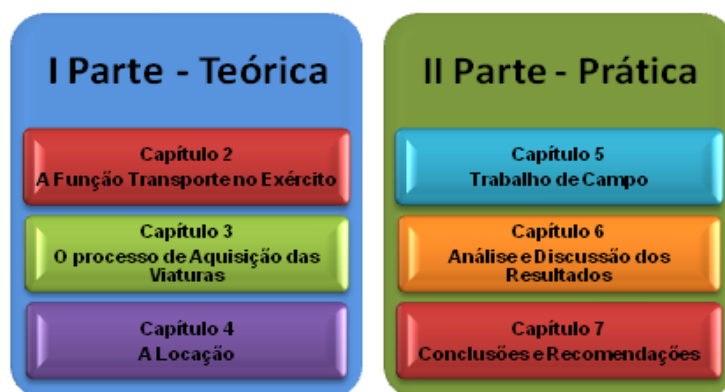 I Parte - Teórica
Capítulo 2
A Função Transporte no Exército
Capítulo 3
O processo de Aquisição das
Viaturas
Capítulo 4
A Locação
II Parte - Prática
Capítulo 5
Trabalho de Campo
Capítulo 6
Análise e Discussão dos
Resultados
Capítulo 7
Conclusões e Recomendações